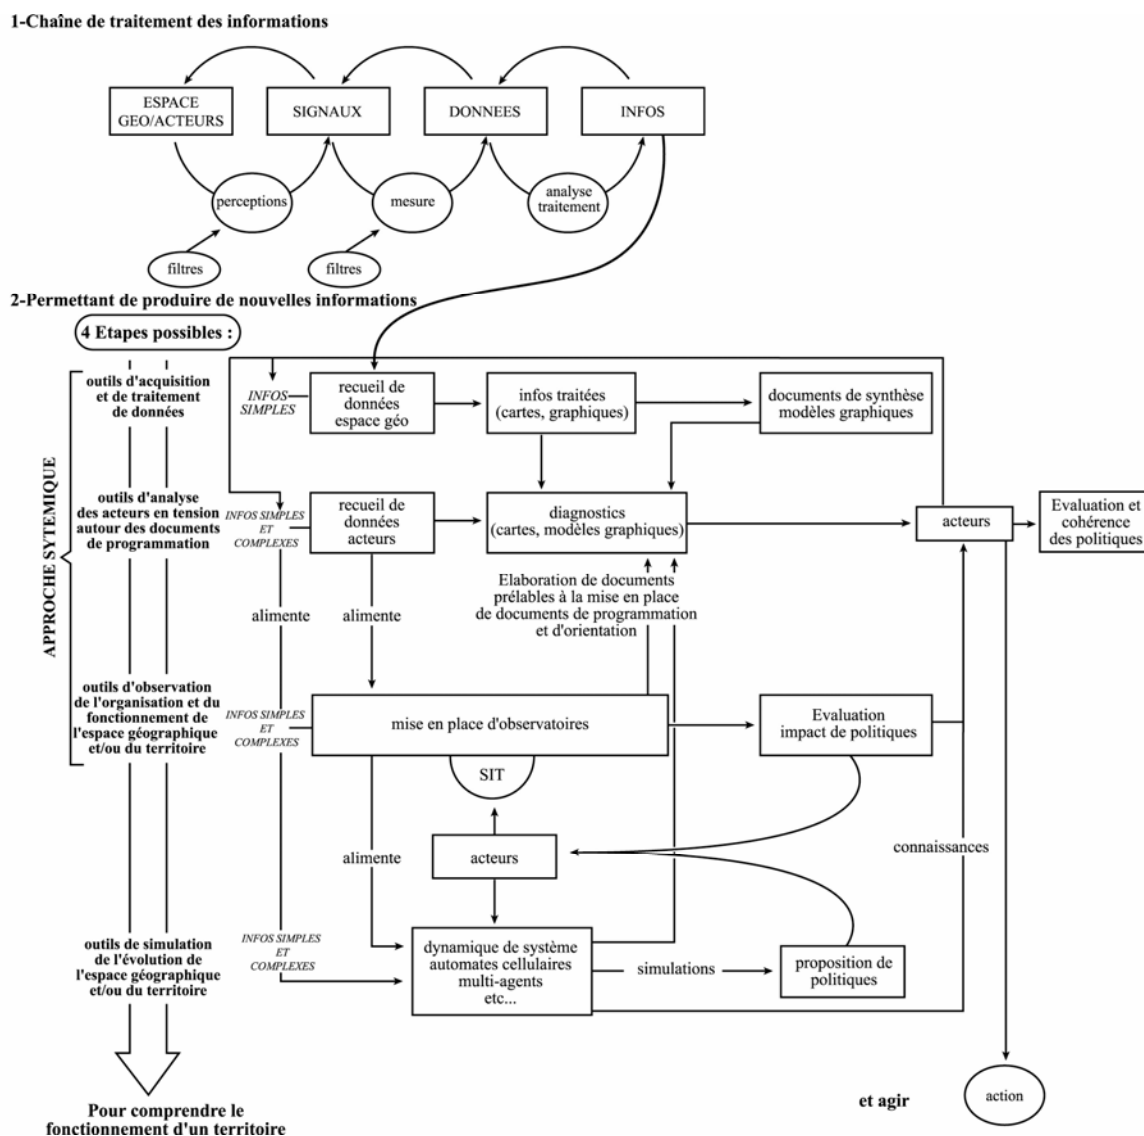 1-Chaîne de traitement des informations
ESPACE
GEO/ACTEURS
SIGNAUX
DONNEES
INFOS
perceptions
mesure
analyse
traitement
filtres
filtres
2-Permettant de produire de nouvelles informations
4 Etapes possibles :
APPROCHE SYTEMIQUE
outils d'acquisition
et de traitement
de données
INFOS
SIMPLES
recueil de
données
espace géo
infos traitées
(cartes, graphiques)
documents de synthèse
modèles graphiques
outils d'analyse
des acteurs en tension
autour des documents
de programmation
INFOS SIMPLES
ET
COMPLEXES
recueil de
données
acteurs
diagnostics
(cartes, modèles graphiques)
acteurs
Evaluation et
cohérence
des politiques
alimente
alimente
Elaboration de documents
prélables à la mise en place
de documents de programmation
et d'orientation
outils d'observation
de l'organisation et du
fonctionnement de
l'espace géographique
et/ou du territoire
INFOS SIMPLES
ET
COMPLEXES
mise en place d'observatoires
Evaluation
impact de politiques
SIT
acteurs
alimente
connaissances
outils de simulation
de l'évolution de
l'espace géographique
et/ou du territoire
INFOS SIMPLES
ET
COMPLEXES
dynamique de système
automates cellulaires
multi-agents
etc...
simulations
proposition de
politiques
Pour comprendre le
fonctionnement d'un territoire
et agir
action